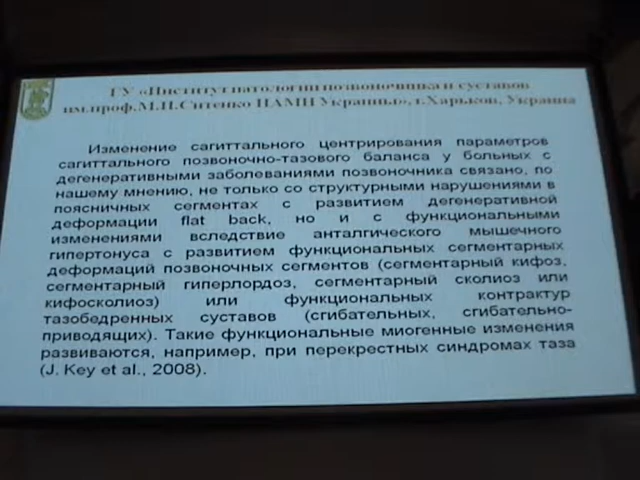 ГУ «Институт патологии позвоночника и суставов
им.проф.М.И.Ситенко НАМН Украины», г.Харьков, Украина
Изменение сагиттального центрирования параметров
сагиттального позвоночно-тазового баланса у больных с
дегенеративными заболеваниями позвоночника связано, по
нашему мнению, не только со структурными нарушениями в
поясничных сегментах с развитием дегенеративной
деформации flat back, но и с функциональными
изменениями вследствие анталгического мышечного
гипертонуса с развитием функциональных сегментарных
деформаций позвоночных сегментов (сегментарный кифоз,
сегментарный гиперлордоз, сегментарный сколиоз или
кифосколиоз) или функциональных контрактур
тазобедренных суставов (сгибательных, сгибательно-
приводящих). Такие функциональные миогенные изменения
развиваются, например, при перекрестных синдромах таза
(J. Key et al., 2008).